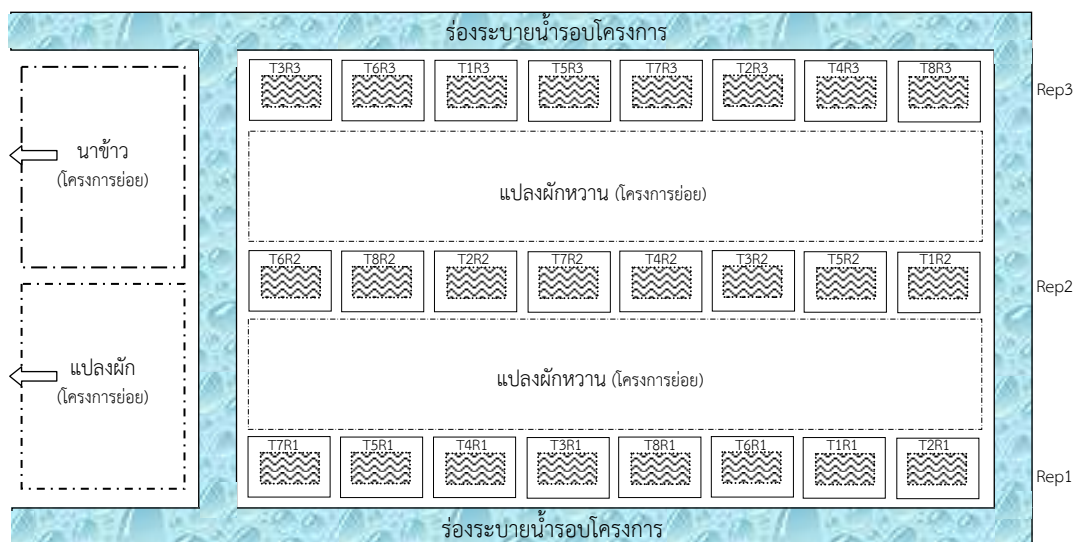 ร่องระบายน้ำรอบโครงการ
T3R3 T6R3 T1R3 T5R3 T7R3 T2R3 T4R3 T8R3
Rep3
นาข้าว
(โครงการย่อย)
แปลงผักหวาน (โครงการย่อย)
T6R2 T8R2 T2R2 T7R2 T4R2 T3R2 T5R2 T1R2
Rep2
แปลงผัก
(โครงการย่อย)
แปลงผักหวาน (โครงการย่อย)
T7R1 T5R1 T4R1 T3R1 T8R1 T6R1 T1R1 T2R1
Rep1
ร่องระบายน้ำรอบโครงการ